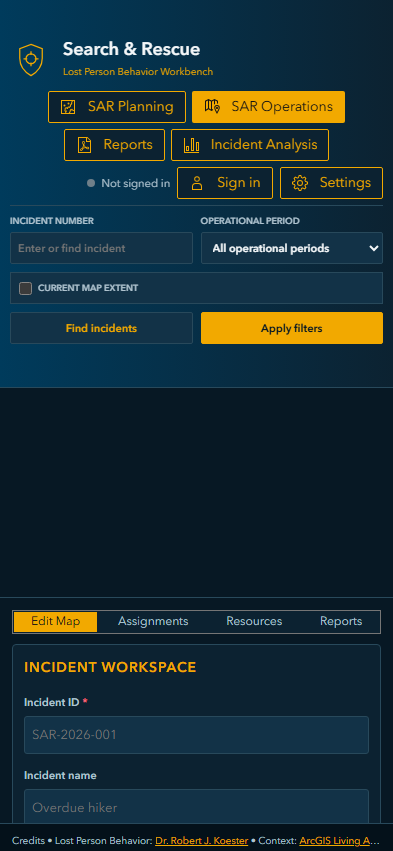 Search & Rescue
Lost Person Behavior Workbench
SAR Planning
SAR Operations
Reports
Incident Analysis
Not signed in
Sign in
Settings
INCIDENT NUMBER
OPERATIONAL PERIOD
Enter or find incident
All operational periods
CURRENT MAP EXTENT
Find incidents
Apply filters
Edit Map
Assignments
Resources
Reports
INCIDENT WORKSPACE
Incident ID *
SAR-2026-001
Incident name
Overdue hiker
Credits • Lost Person Behavior: Dr. Robert J. Koester • Context: ArcGIS Living A...